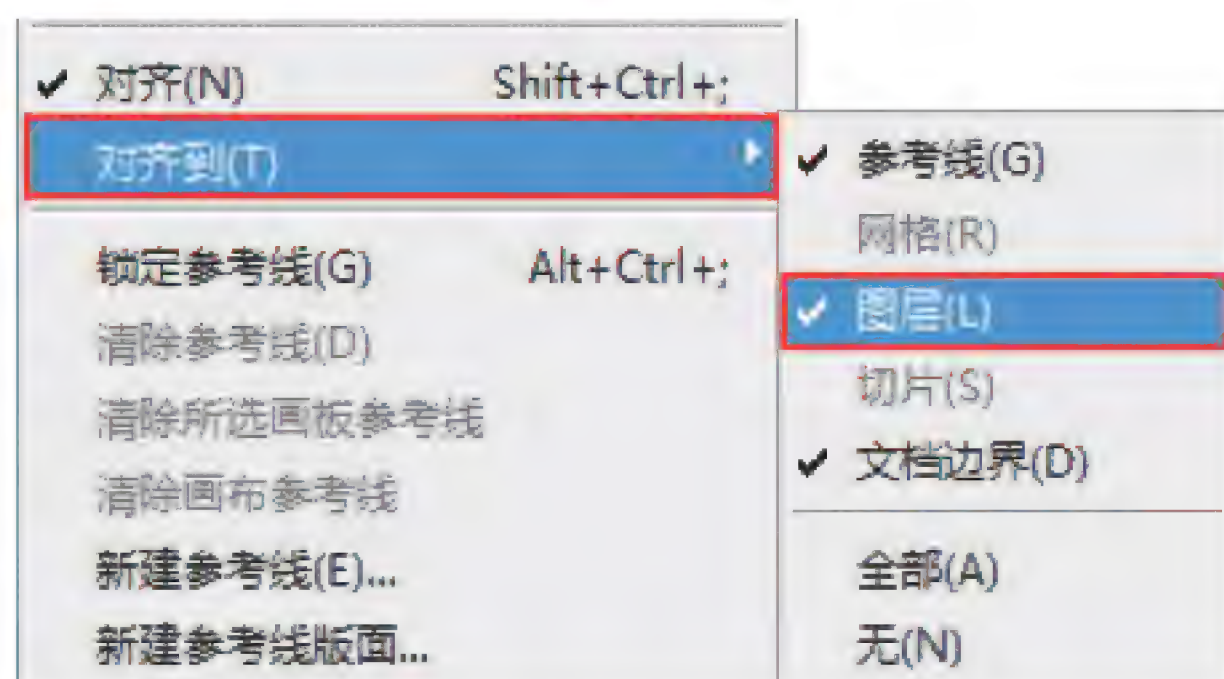 对齐(N) Shift+Ctrl+;
对齐到(T)
锁定参考线(G) Alt+Ctrl+;
清除参考线(D)
清除所选画板参考线
清除画布参考线
新建参考线(E)...
新建参考线版面...
参考线(G)
网格(R)
图层(L)
切片(S)
文档边界(D)
全部(A)
无(N)